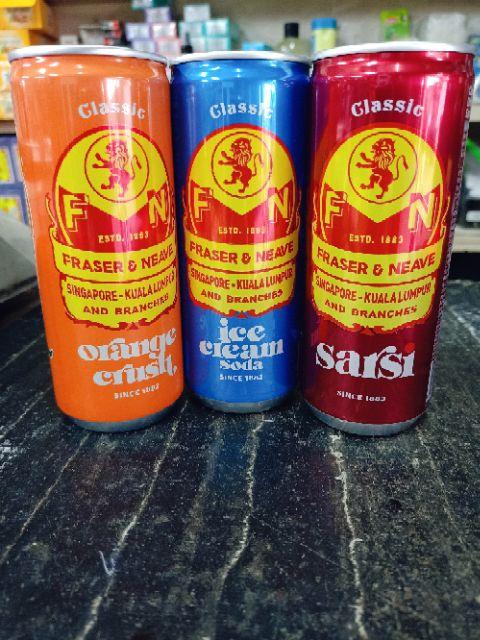 Classic
F N
ESTD. 1883
FRASER & NEAVE
SINGAPORE - KUALA LUMPUR
AND BRANCHES
orange
crush
SINCE 1883
Classic
F N
ESTD. 1883
FRASER & NEAVE
SINGAPORE - KUALA LUMPUR
AND BRANCHES
ice
cream
soda
SINCE 1883
Classic
F N
ESTD. 1883
FRASER & NEAVE
SINGAPORE - KUALA LUMPUR
AND BRANCHES
sarsi
SINCE 1883